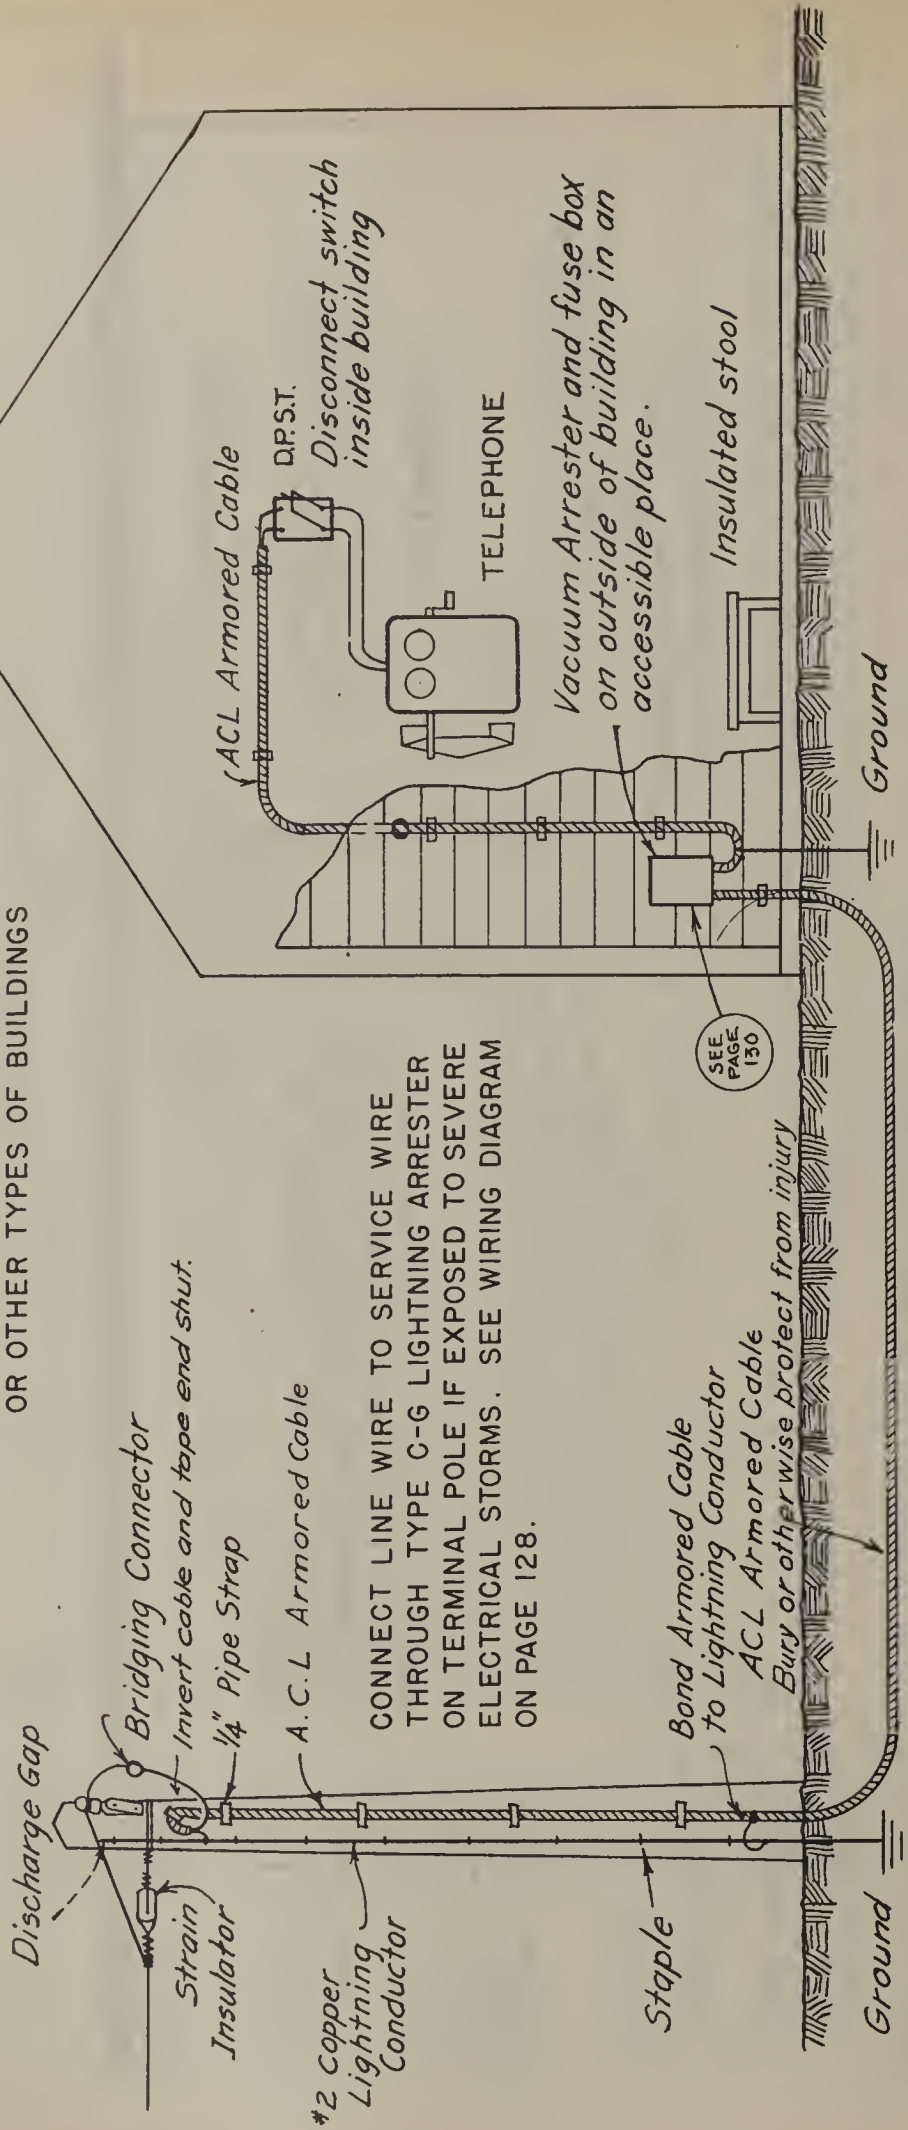 OR OTHER TYPES OF BUILDINGS
Discharge Gap
Bridging Connector
Invert cable and tape end shut.
1/4" Pipe Strap
A.C.L Armored Cable
Strain
Insulator
#2 Copper
Lightning
Conductor
Staple
CONNECT LINE WIRE TO SERVICE WIRE
THROUGH TYPE C-G LIGHTNING ARRESTER
ON TERMINAL POLE IF EXPOSED TO SEVERE
ELECTRICAL STORMS. SEE WIRING DIAGRAM
ON PAGE 128.
Bond Armored Cable
to Lightning Conductor
ACL Armored Cable
Bury or otherwise protect from injury
Ground
ACL Armored Cable
D.P.S.T.
Disconnect switch
inside building
TELEPHONE
Vacuum Arrester and fuse box
on outside of building in an
accessible place.
Insulated stool
SEE
PAGE
130
Ground